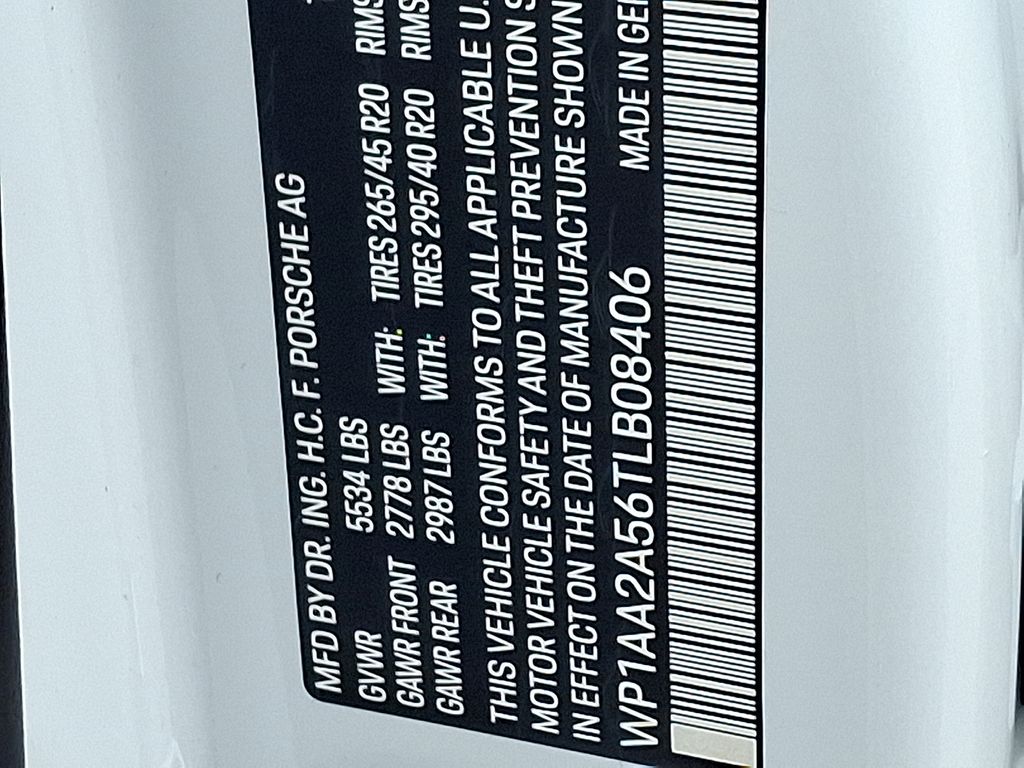 MFD BY DR. ING. H.C. F. PORSCHE AG
GVWR 5534 LBS
GAWR FRONT 2778 LBS WITH: TIRES 265/45 R20 RIMS
GAWR REAR 2987 LBS WITH: TIRES 295/40 R20 RIMS
THIS VEHICLE CONFORMS TO ALL APPLICABLE U.
MOTOR VEHICLE SAFETY AND THEFT PREVENTION S
IN EFFECT ON THE DATE OF MANUFACTURE SHOWN
WP1AA2A56TLB08406 MADE IN GER